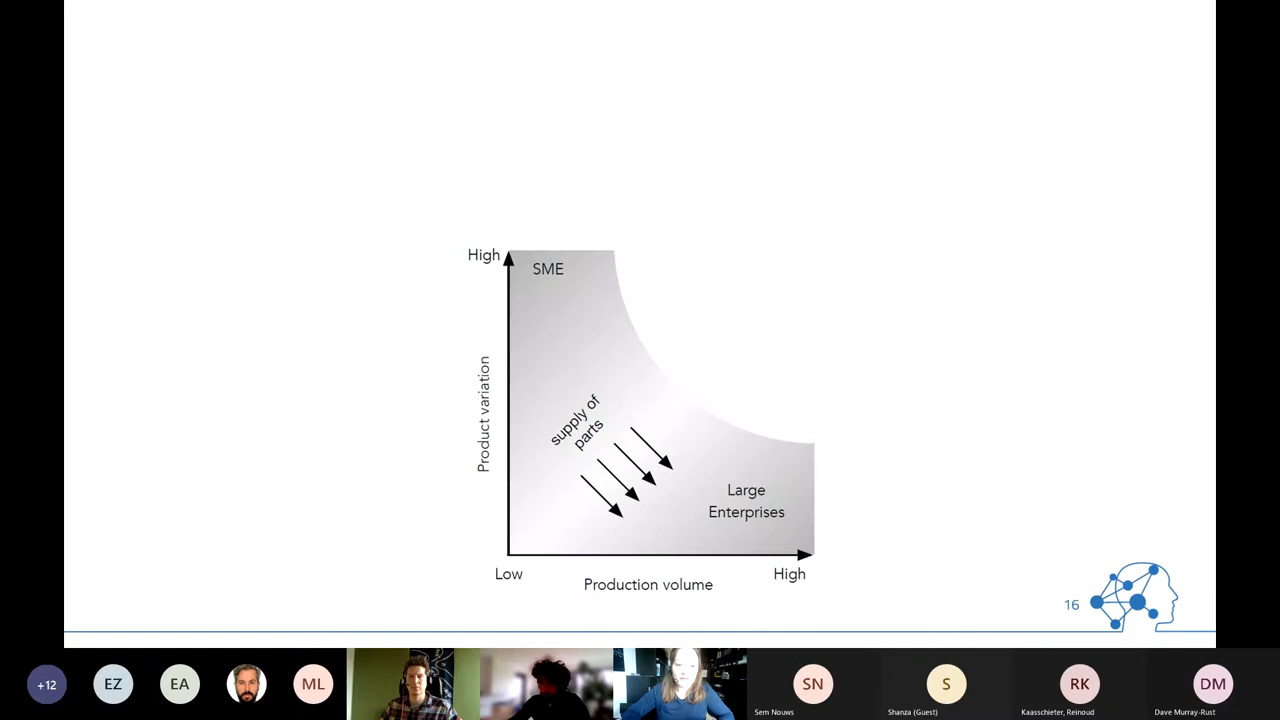 High
SME
Product variation
supply of
parts
Large
Enterprises
Low
High
Production volume
16
+12
EZ
EA
ML
SN
S
RK
DM
Sem Nouws
Shanza (Guest)
Kaasschieter, Reinoud
Dave Murray-Rust